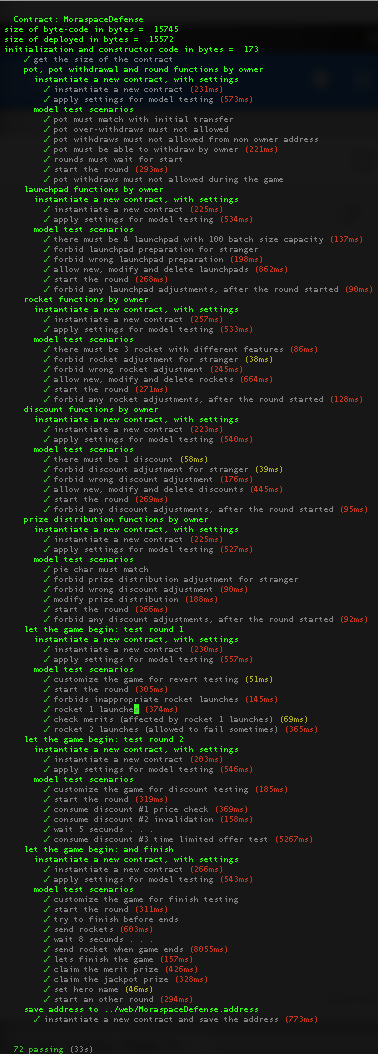 Contract: MoraspaceDefense
size of byte-code in bytes =  15745
size of deployed in bytes =  15572
initialization and constructor code in bytes =  173
✓ get the size of the contract
pot, pot withdrawal and round functions by owner
instantiate a new contract, with settings
✓ instantiate a new contract (231ms)
✓ apply settings for model testing (573ms)
model test scenarios
✓ pot must match with initial transfer
✓ pot over-withdraws must not allowed
✓ pot withdraws must not allowed from non owner address
✓ pot must be able to withdraw by owner (221ms)
✓ rounds must wait for start
✓ start the round (293ms)
✓ pot withdraws must not allowed during the game
launchpad functions by owner
instantiate a new contract, with settings
✓ instantiate a new contract (225ms)
✓ apply settings for model testing (534ms)
model test scenarios
✓ there must be 4 launchpad with 100 batch size capacity (137ms)
✓ forbid launchpad preparation for stranger
✓ forbid wrong launchpad preparation (198ms)
✓ allow new, modify and delete launchpads (862ms)
✓ start the round (268ms)
✓ forbid any launchpad adjustments, after the round started (90ms)
rocket functions by owner
instantiate a new contract, with settings
✓ instantiate a new contract (257ms)
✓ apply settings for model testing (533ms)
model test scenarios
✓ there must be 3 rocket with different features (86ms)
✓ forbid rocket adjustment for stranger (38ms)
✓ forbid wrong rocket adjustment (245ms)
✓ allow new, modify and delete rockets (664ms)
✓ start the round (271ms)
✓ forbid any rocket adjustments, after the round started (128ms)
discount functions by owner
instantiate a new contract, with settings
✓ instantiate a new contract (223ms)
✓ apply settings for model testing (540ms)
model test scenarios
✓ there must be 1 discount (58ms)
✓ forbid discount adjustment for stranger (39ms)
✓ forbid wrong discount adjustment (176ms)
✓ allow new, modify and delete discounts (445ms)
✓ start the round (269ms)
✓ forbid any discount adjustments, after the round started (95ms)
prize distribution functions by owner
instantiate a new contract, with settings
✓ instantiate a new contract (225ms)
✓ apply settings for model testing (527ms)
model test scenarios
✓ pie char must match
✓ forbid prize distribution adjustment for stranger
✓ forbid wrong discount adjustment (90ms)
✓ modify prize distribution (188ms)
✓ start the round (266ms)
✓ forbid any discount adjustments, after the round started (92ms)
let the game begin: test round 1
instantiate a new contract, with settings
✓ instantiate a new contract (230ms)
✓ apply settings for model testing (557ms)
model test scenarios
✓ customize the game for revert testing (51ms)
✓ start the round (305ms)
✓ forbids inappropriate rocket launches (145ms)
✓ rocket 1 launches (374ms)
✓ check merits (affected by rocket 1 launches) (69ms)
✓ rocket 2 launches (allowed to fail sometimes) (365ms)
let the game begin: test round 2
instantiate a new contract, with settings
✓ instantiate a new contract (203ms)
✓ apply settings for model testing (546ms)
model test scenarios
✓ customize the game for discount testing (185ms)
✓ start the round (319ms)
✓ consume discount #1 price check (369ms)
✓ consume discount #2 invalidation (158ms)
✓ wait 5 seconds . . .
✓ consume discount #3 time limited offer test (5267ms)
let the game begin: and finish
instantiate a new contract, with settings
✓ instantiate a new contract (266ms)
✓ apply settings for model testing (543ms)
model test scenarios
✓ customize the game for finish testing
✓ start the round (311ms)
✓ try to finish before ends
✓ send rockets (603ms)
✓ wait 8 seconds . . .
✓ send rocket when game ends (8055ms)
✓ lets finish the game (157ms)
✓ claim the merit prize (426ms)
✓ claim the jackpot prize (328ms)
✓ set hero name (46ms)
✓ start an other round (294ms)
save address to ../web/MoraspaceDefense.address
✓ instantiate a new contract and save the address (773ms)
72 passing (33s)